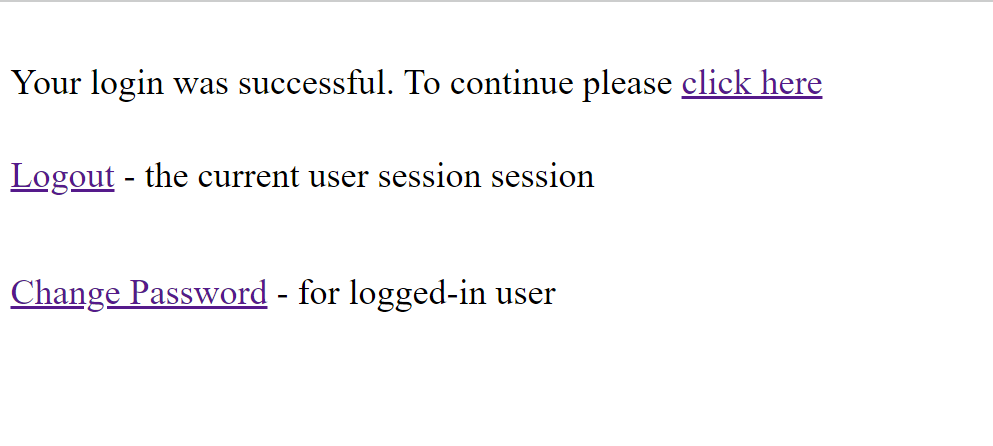 Your login was successful. To continue please click here
Logout - the current user session session
Change Password - for logged-in user